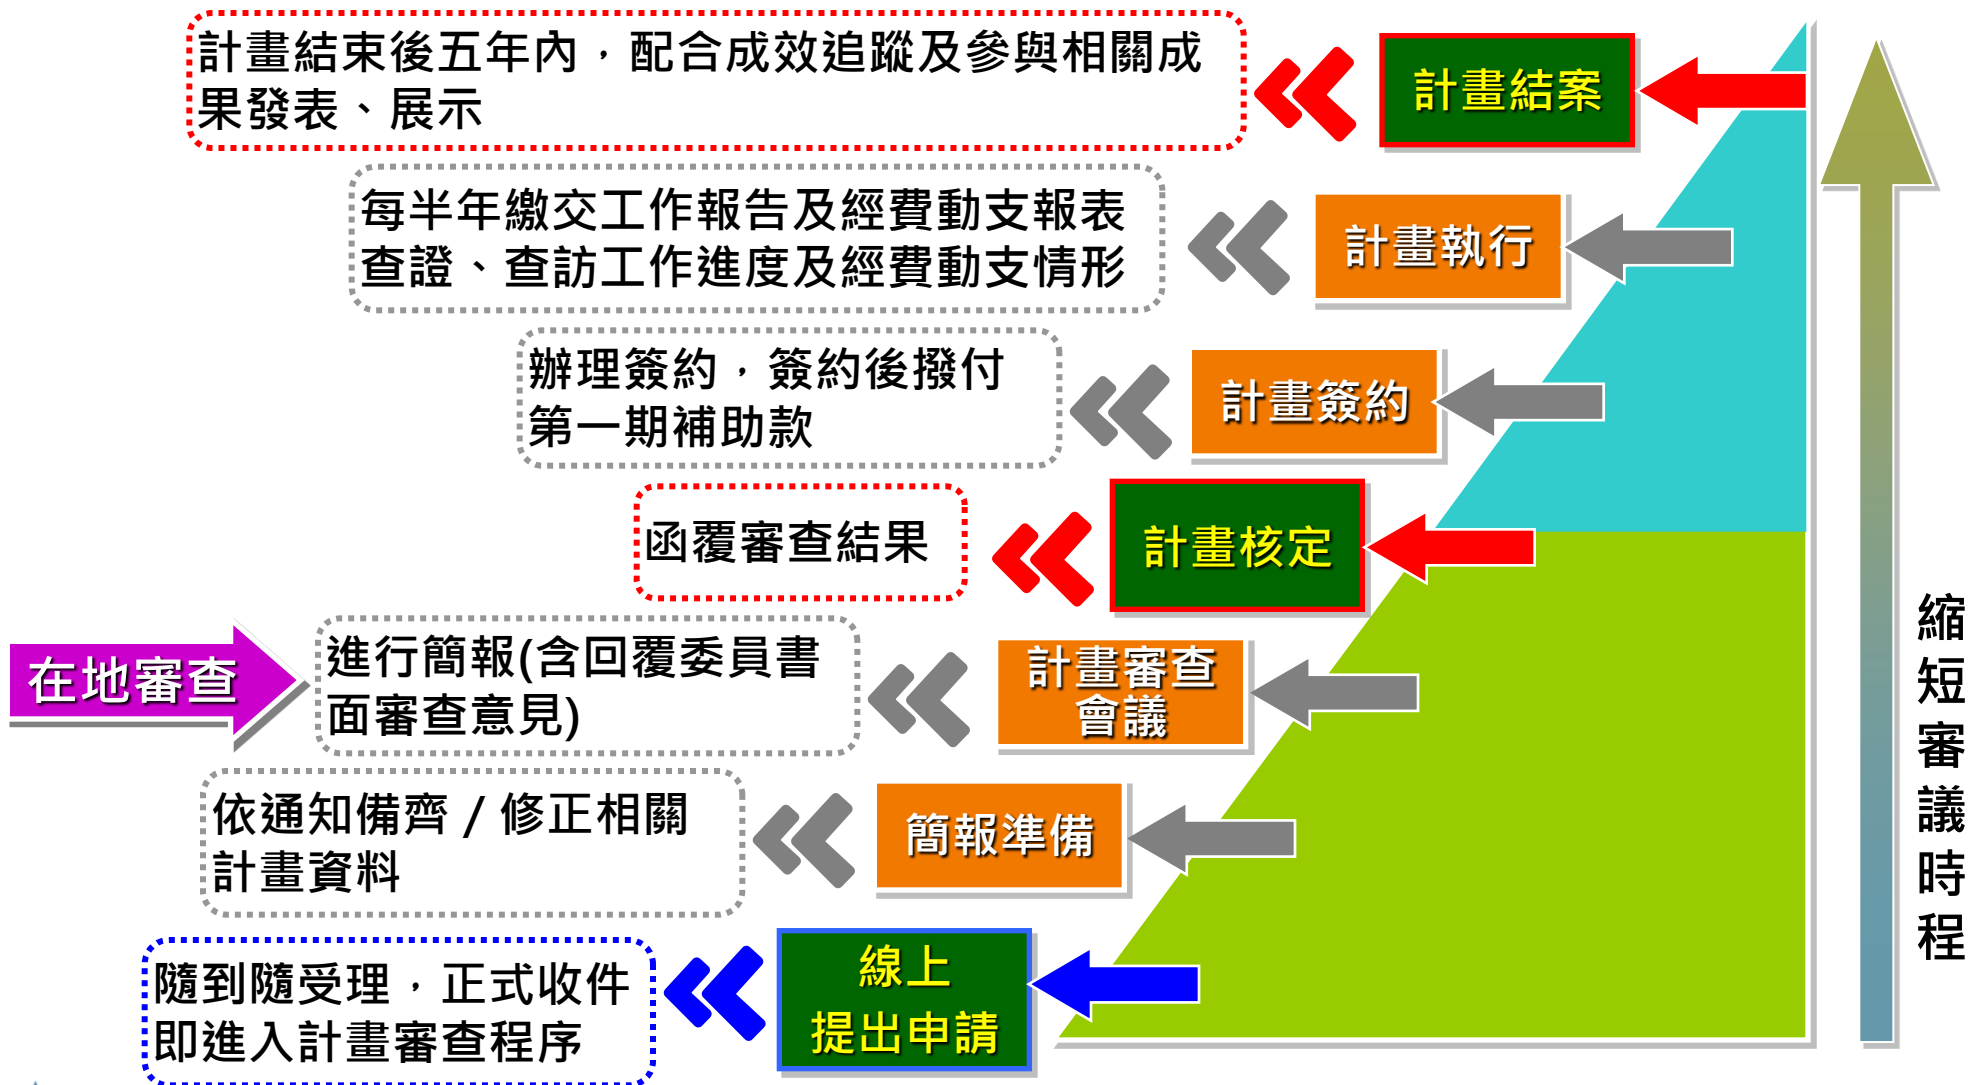 計畫結束後五年內，配合成效追蹤及參與相關成
果發表、展示
計畫結案
每半年繳交工作報告及經費動支報表
查證、查訪工作進度及經費動支情形
計畫執行
辦理簽約，簽約後撥付
第一期補助款
計畫簽約
函覆審查結果
計畫核定
在地審查
進行簡報(含回覆委員書
面審查意見)
計畫審查
會議
依通知備齊／修正相關
計畫資料
簡報準備
隨到隨受理，正式收件
即進入計畫審查程序
線上
提出申請
縮短審議時程